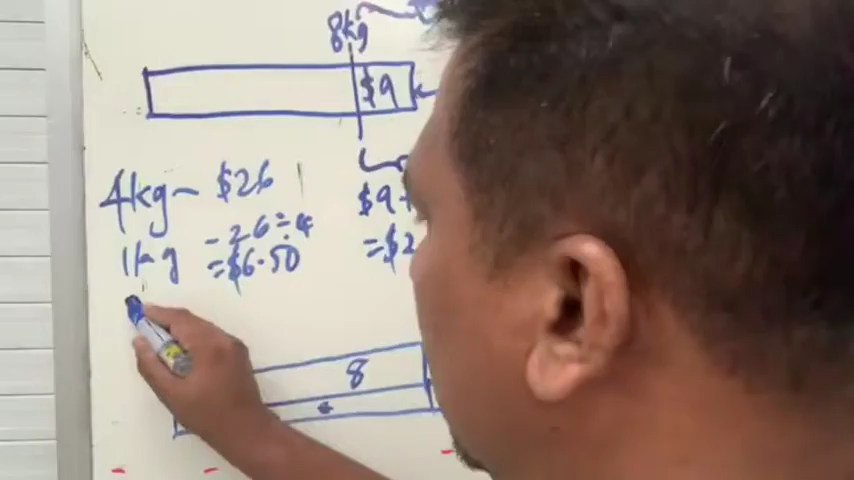 8kg
$9
4kg - $26
$9+
- 26÷4
1kg
=$6.50
=$2
8